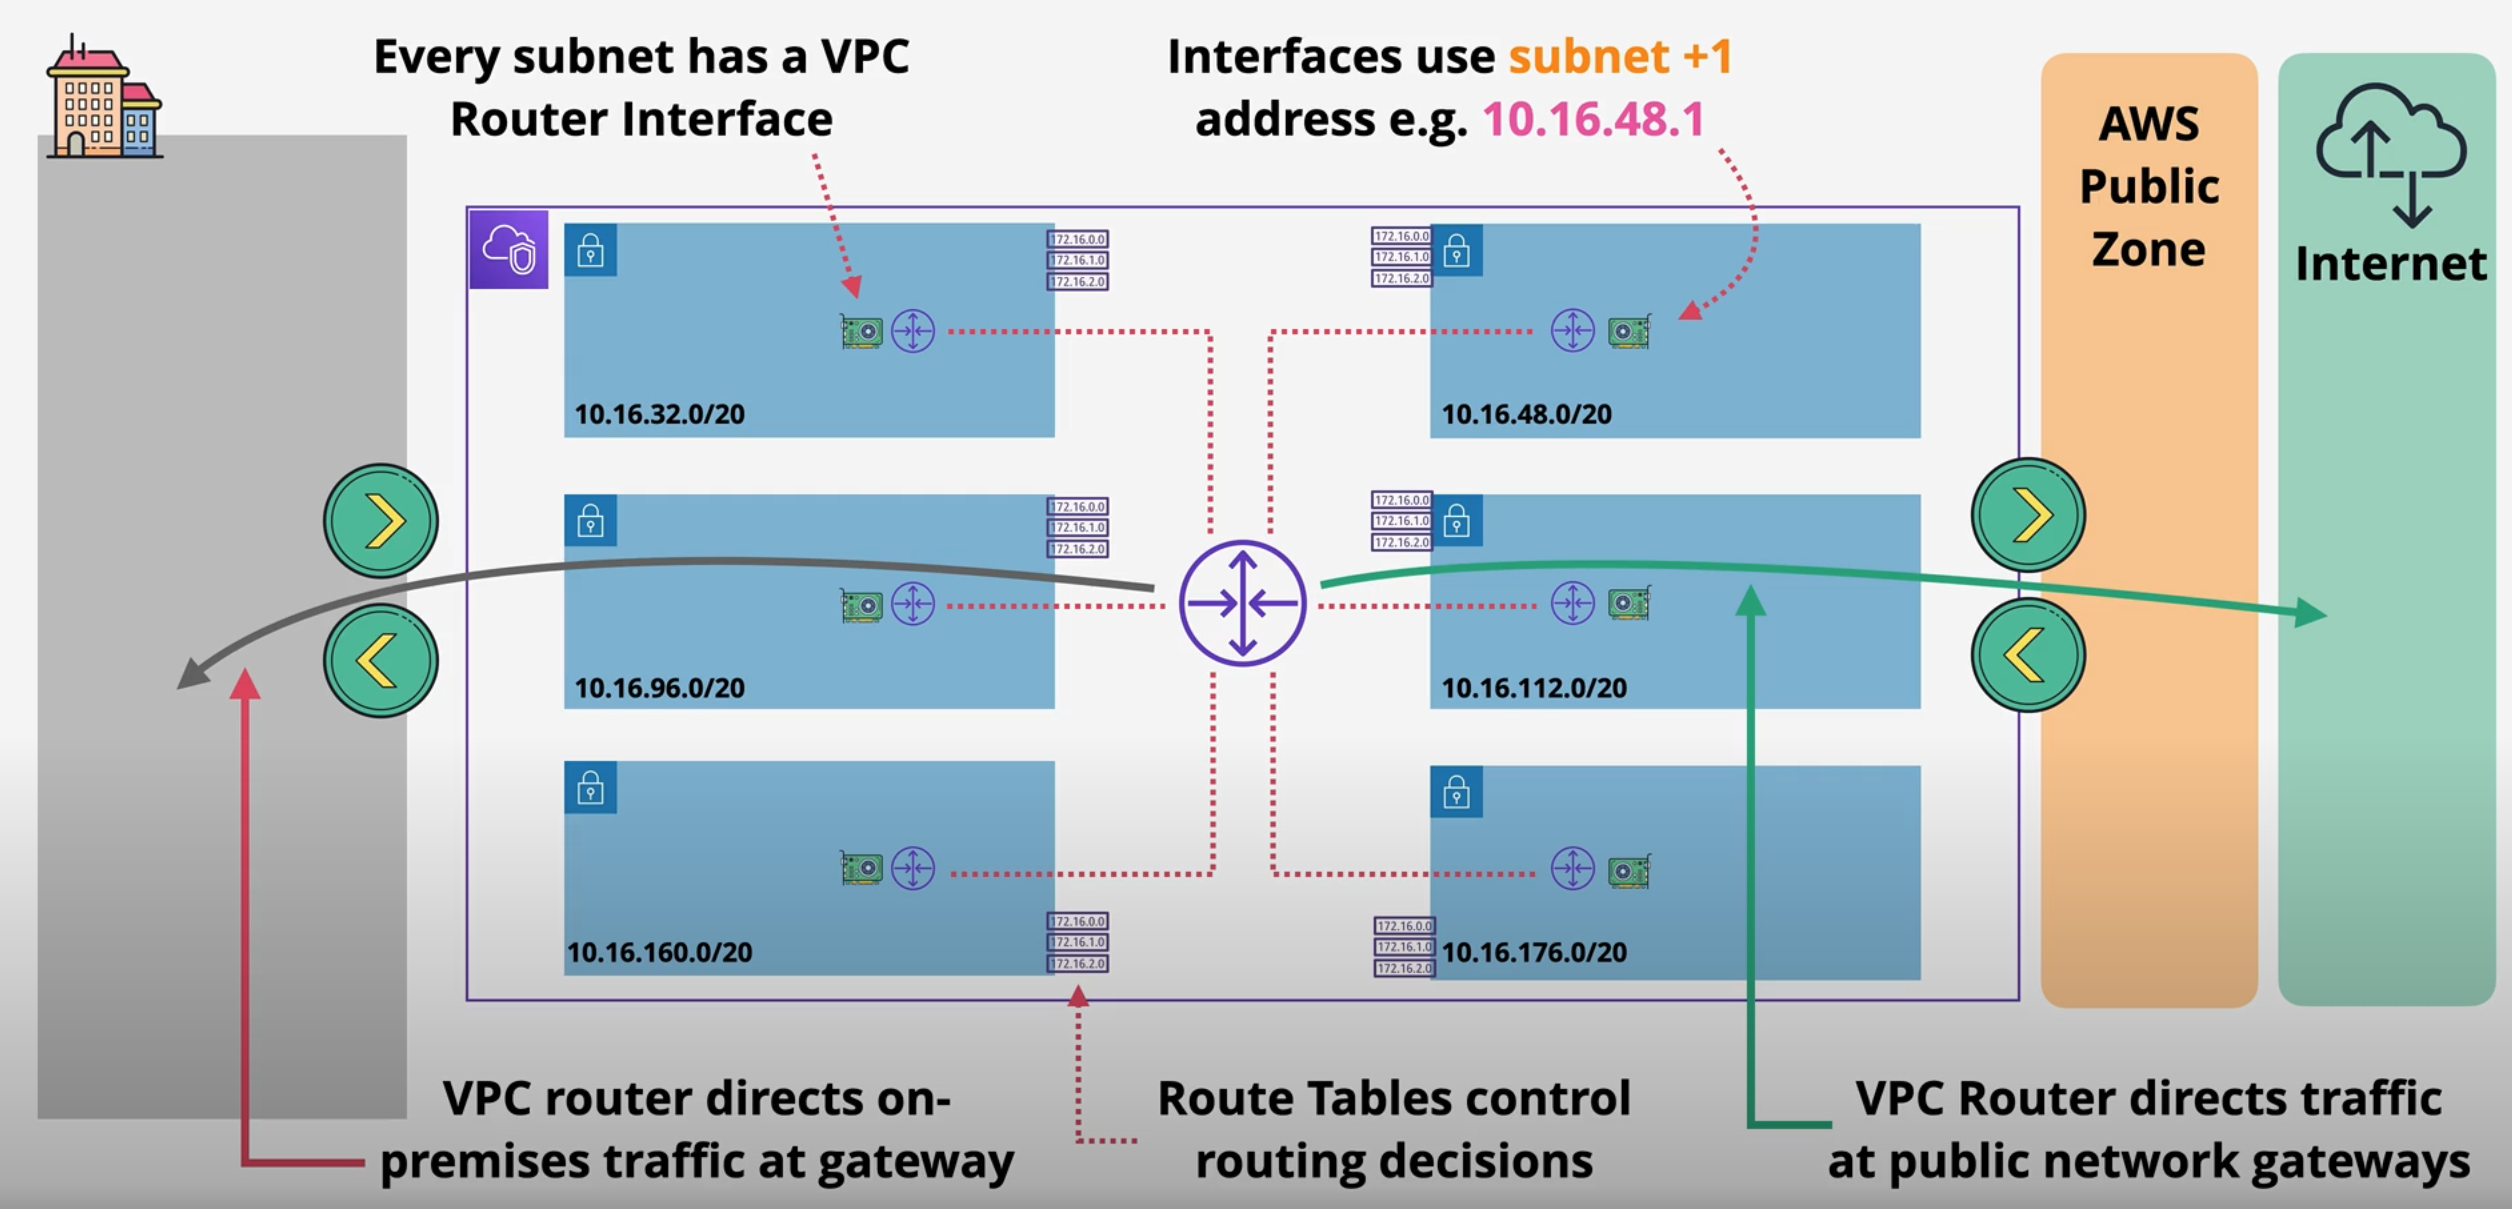 Every subnet has a VPC
Router Interface
Interfaces use subnet +1
address e.g. 10.16.48.1
AWS
Public
Zone
Internet
172.16.0.0
172.16.1.0
172.16.2.0
10.16.32.0/20
172.16.0.0
172.16.1.0
172.16.2.0
10.16.48.0/20
172.16.0.0
172.16.1.0
172.16.2.0
10.16.96.0/20
172.16.0.0
172.16.1.0
172.16.2.0
10.16.112.0/20
172.16.0.0
172.16.1.0
172.16.2.0
10.16.160.0/20
172.16.0.0
172.16.1.0
172.16.2.0
10.16.176.0/20
VPC router directs on-
premises traffic at gateway
Route Tables control
routing decisions
VPC Router directs traffic
at public network gateways